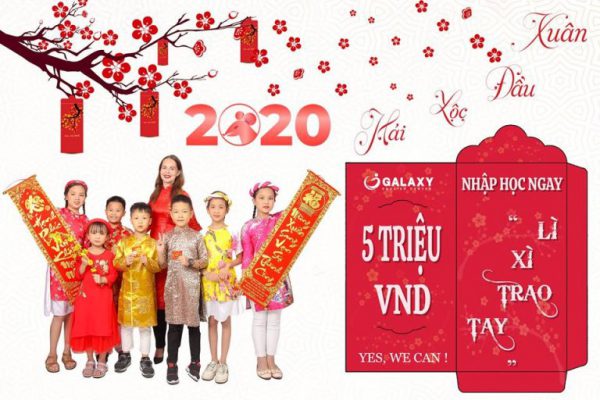 Hái Xộc Đầu Xuân
2020
GALAXY
5 TRIỆU
VND
YES, WE CAN !
NHẬP HỌC NGAY
“ LÌ
XÌ
TRAO
TAY „